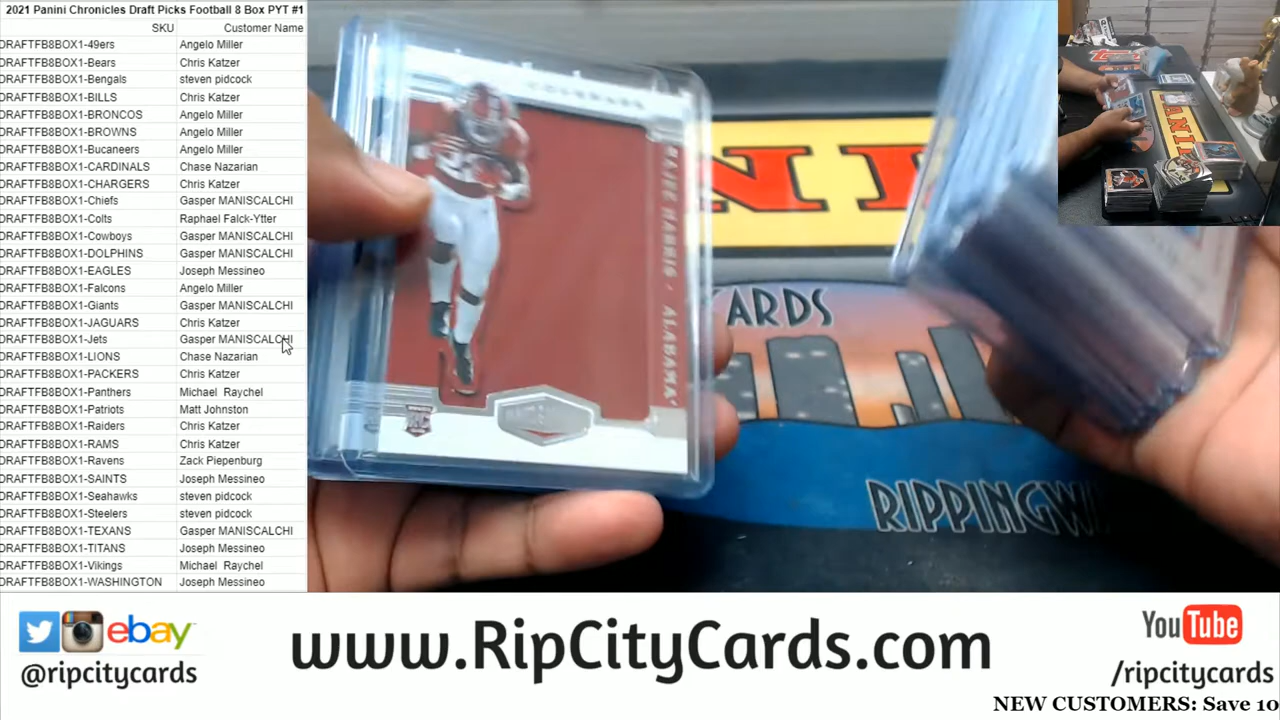 2021 Panini Chronicles Draft Picks Football 8 Box PYT #1
SKU Customer Name
DRAFTFB8BOX1-49ers Angelo Miller
DRAFTFB8BOX1-Bears Chris Katzer
DRAFTFB8BOX1-Bengals steven pidcock
DRAFTFB8BOX1-BILLS Chris Katzer
DRAFTFB8BOX1-BRONCOS Angelo Miller
DRAFTFB8BOX1-BROWNS Angelo Miller
DRAFTFB8BOX1-Bucaneers Angelo Miller
DRAFTFB8BOX1-CARDINALS Chase Nazarian
DRAFTFB8BOX1-CHARGERS Chris Katzer
DRAFTFB8BOX1-Chiefs Gasper MANISCALCHI
DRAFTFB8BOX1-Colts Raphael Falck-Ytter
DRAFTFB8BOX1-Cowboys Gasper MANISCALCHI
DRAFTFB8BOX1-DOLPHINS Gasper MANISCALCHI
DRAFTFB8BOX1-EAGLES Joseph Messineo
DRAFTFB8BOX1-Falcons Angelo Miller
DRAFTFB8BOX1-Giants Gasper MANISCALCHI
DRAFTFB8BOX1-JAGUARS Chris Katzer
DRAFTFB8BOX1-Jets Gasper MANISCALCHI
DRAFTFB8BOX1-LIONS Chase Nazarian
DRAFTFB8BOX1-PACKERS Chris Katzer
DRAFTFB8BOX1-Panthers Michael Raychel
DRAFTFB8BOX1-Patriots Matt Johnston
DRAFTFB8BOX1-Raiders Chris Katzer
DRAFTFB8BOX1-RAMS Chris Katzer
DRAFTFB8BOX1-Ravens Zack Piepenburg
DRAFTFB8BOX1-SAINTS Joseph Messineo
DRAFTFB8BOX1-Seahawks steven pidcock
DRAFTFB8BOX1-Steelers steven pidcock
DRAFTFB8BOX1-TEXANS Gasper MANISCALCHI
DRAFTFB8BOX1-TITANS Joseph Messineo
DRAFTFB8BOX1-Vikings Michael Raychel
DRAFTFB8BOX1-WASHINGTON Joseph Messineo
NAJEE HARRIS · ALABAMA
RC
PANI
CARDS
RIPPINGW
ebay
@ripcitycards
www.RipCityCards.com
YouTube
/ripcitycards
NEW CUSTOMERS: Save 10